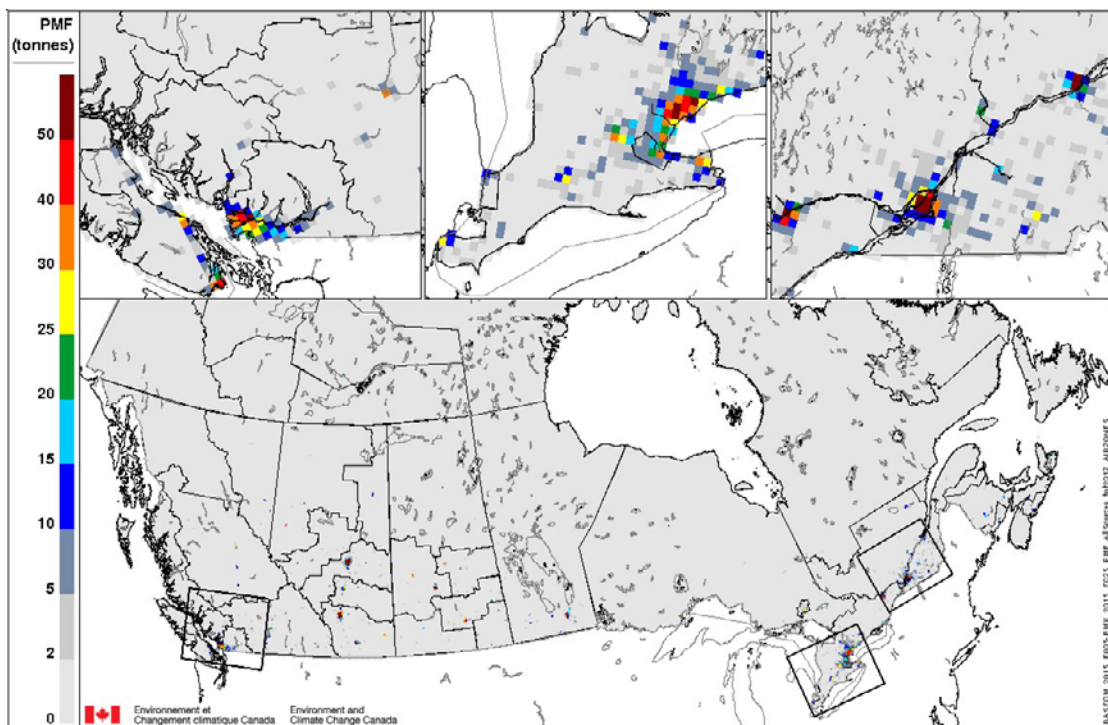 PMF
(tonnes)
50
40
30
25
20
15
10
5
2
0
Environnement et
Changement climatique Canada
Environment and
Climate Change Canada